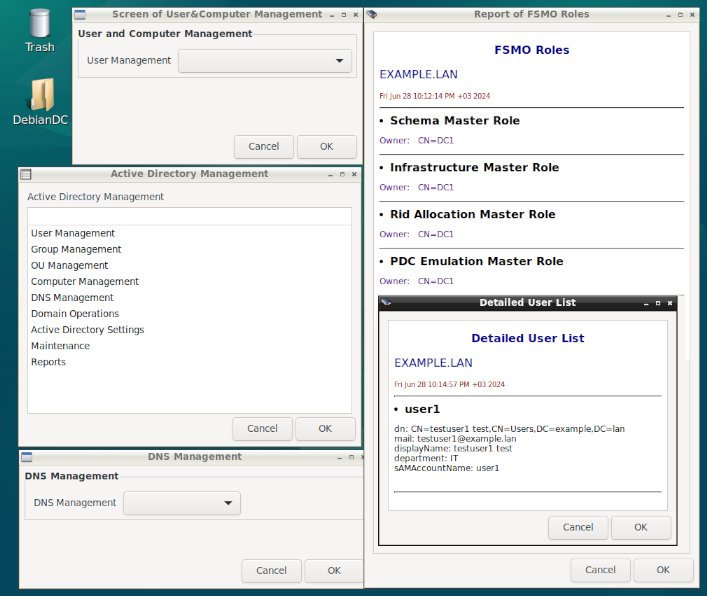 Trash
DebianDC
Screen of User&Computer Management
User and Computer Management
User Management
Cancel
OK
Active Directory Management
Active Directory Management
User Management
Group Management
OU Management
Computer Management
DNS Management
Domain Operations
Active Directory Settings
Maintenance
Reports
Cancel
OK
DNS Management
DNS Management
DNS Management
Cancel
OK
Report of FSMO Roles
FSMO Roles
EXAMPLE.LAN
Fri Jun 28 10:12:14 PM +03 2024
• Schema Master Role
Owner: CN=DC1
• Infrastructure Master Role
Owner: CN=DC1
• Rid Allocation Master Role
Owner: CN=DC1
• PDC Emulation Master Role
Owner: CN=DC1
Detailed User List
Detailed User List
EXAMPLE.LAN
Fri Jun 28 10:14:57 PM +03 2024
• user1
dn: CN=testuser1 test,CN=Users,DC=example,DC=lan
mail: testuser1@example.lan
displayName: testuser1 test
department: IT
sAMAccountName: user1
Cancel
OK
Cancel
OK